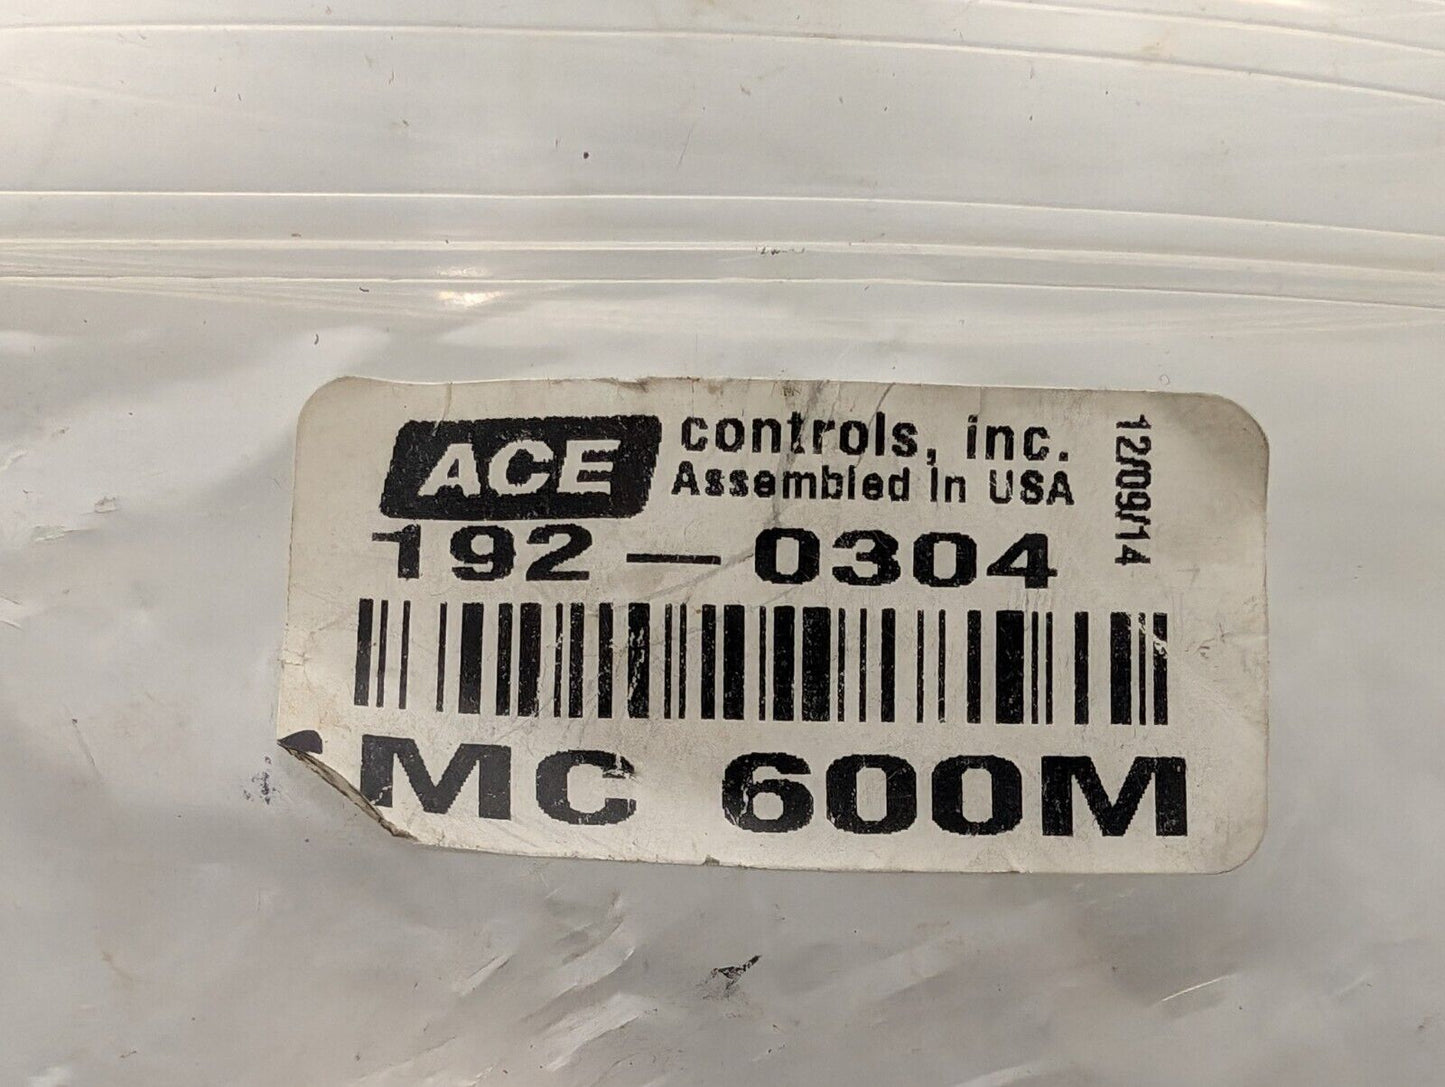 ACE controls, inc.
Assembled in USA
12/09/14
192-0304
MC 600M